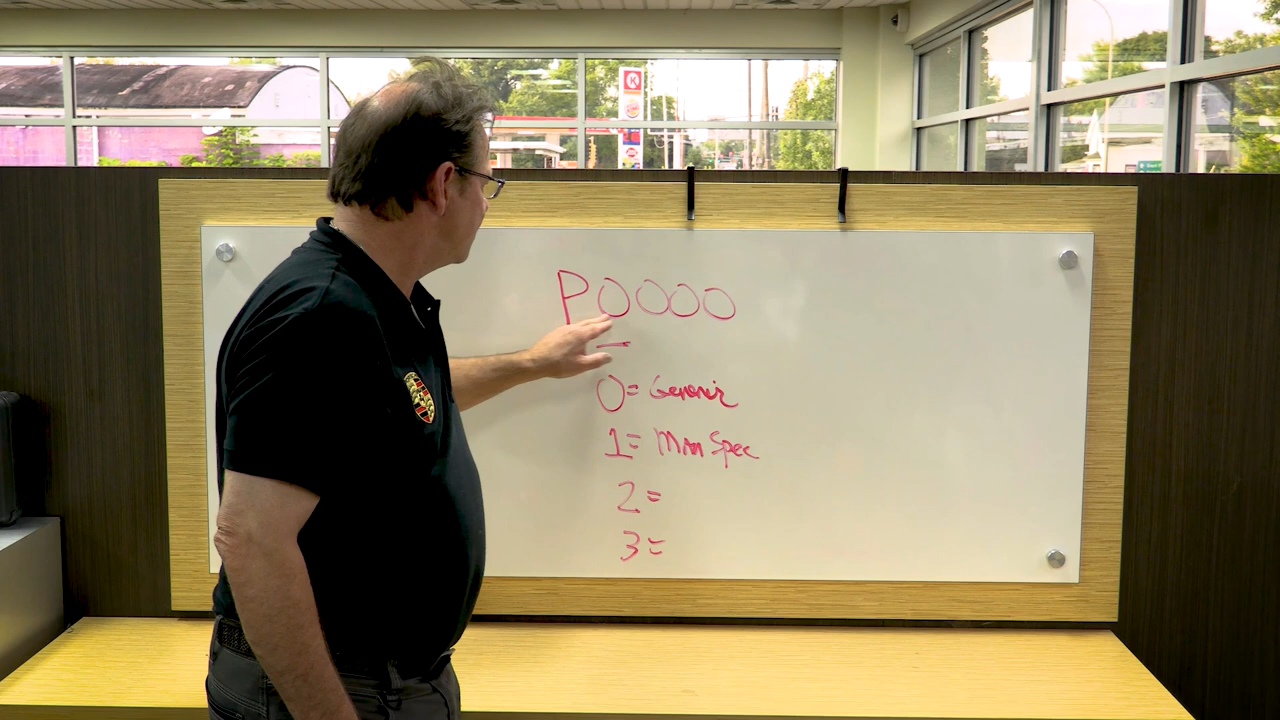 K
P0000
0= Generic
1= Man Spec
2=
3=